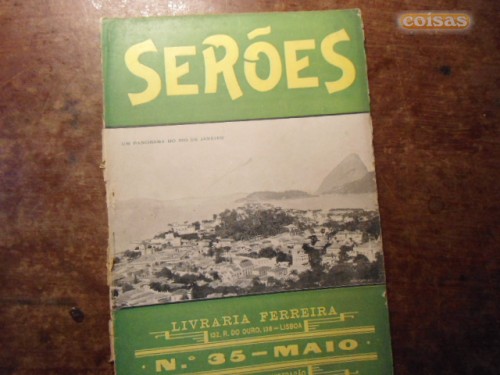 coisas
SERÕES
UM PANORAMA DO RIO DE JANEIRO
LIVRARIA FERREIRA
132, R. DO OURO, 138 – LISBOA
N.º 35 – MAIO